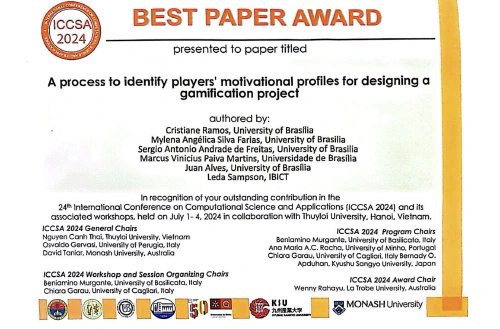 ICCSA
2024
BEST PAPER AWARD
presented to paper titled
A process to identify players' motivational profiles for designing a
gamification project
authored by:
Cristiane Ramos, University of Brasília
Mylena Angélica Silva Farias, University of Brasilia
Sergio Antonio Andrade de Freitas, University of Brasilia
Marcus Vinicius Paiva Martins, Universidade de Brasília
Juan Alves, University of Brasilia
Leda Sampson, IBICT
In recognition of your outstanding contribution in the
24th International Conference on Computational Science and Applications (ICCSA 2024) and its
associated workshops, held on July 1- 4, 2024 in collaboration with Thuyloi University, Hanoi, Vietnam.
ICCSA 2024 General Chairs
Nguyen Canh Thai, Thuyloi University, Vietnam
Osvaldo Gervasi, University of Perugia, Italy
David Taniar, Monash University, Australia
ICCSA 2024 Workshop and Session Organizing Chairs
Beniamino Murgante, University of Basilicata, Italy
Chiara Garau, University of Cagliari, Italy
ICCSA 2024 Program Chairs
Beniamino Murgante, University of Basilicata, Italy
Ana Maria A.C. Rocha, University of Minho, Portugal
Chiara Garau, University of Cagliari, Italy Bernady O.
Apduhan, Kyushu Sangyo University, Japan
ICCSA 2024 Award Chair
Wenny Rahayu, La Trobe University, Australia
50
KIU
九州産業大学
MONASH University